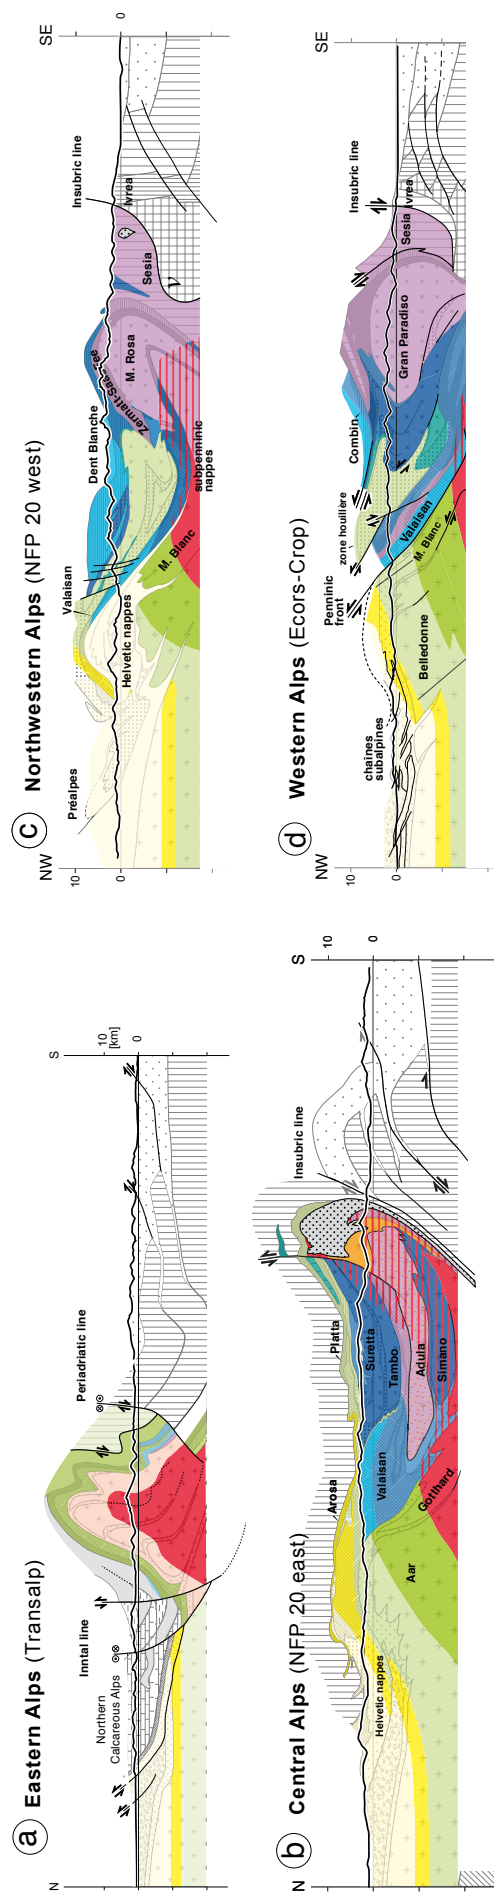 a Eastern Alps (Transalp)
N
S
10
[km]
0
Northern
Calcareous Alps
Inntal line
Periadriatic line
b Central Alps (NFP 20 east)
N
S
10
0
Helvetic nappes
Aar
Gotthard
Arosa
Valaisan
Platta
Suretta
Tambo
Adula
Simano
Insubric line
c Northwestern Alps (NFP 20 west)
NW
SE
10
0
0
Préalpes
Helvetic nappes
Valaisan
M. Blanc
Dent Blanche
Zermatt-Saas Fee
M. Rosa
subpenninic
nappes
Sesia
Insubric line
Ivrea
d Western Alps (Ecors-Crop)
NW
SE
10
0
chaines
subalpines
Belledonne
Penninic
front
zone houillère
M. Blanc
Valaisan
Combin
Gran Paradiso
Sesia
Insubric line
Ivrea